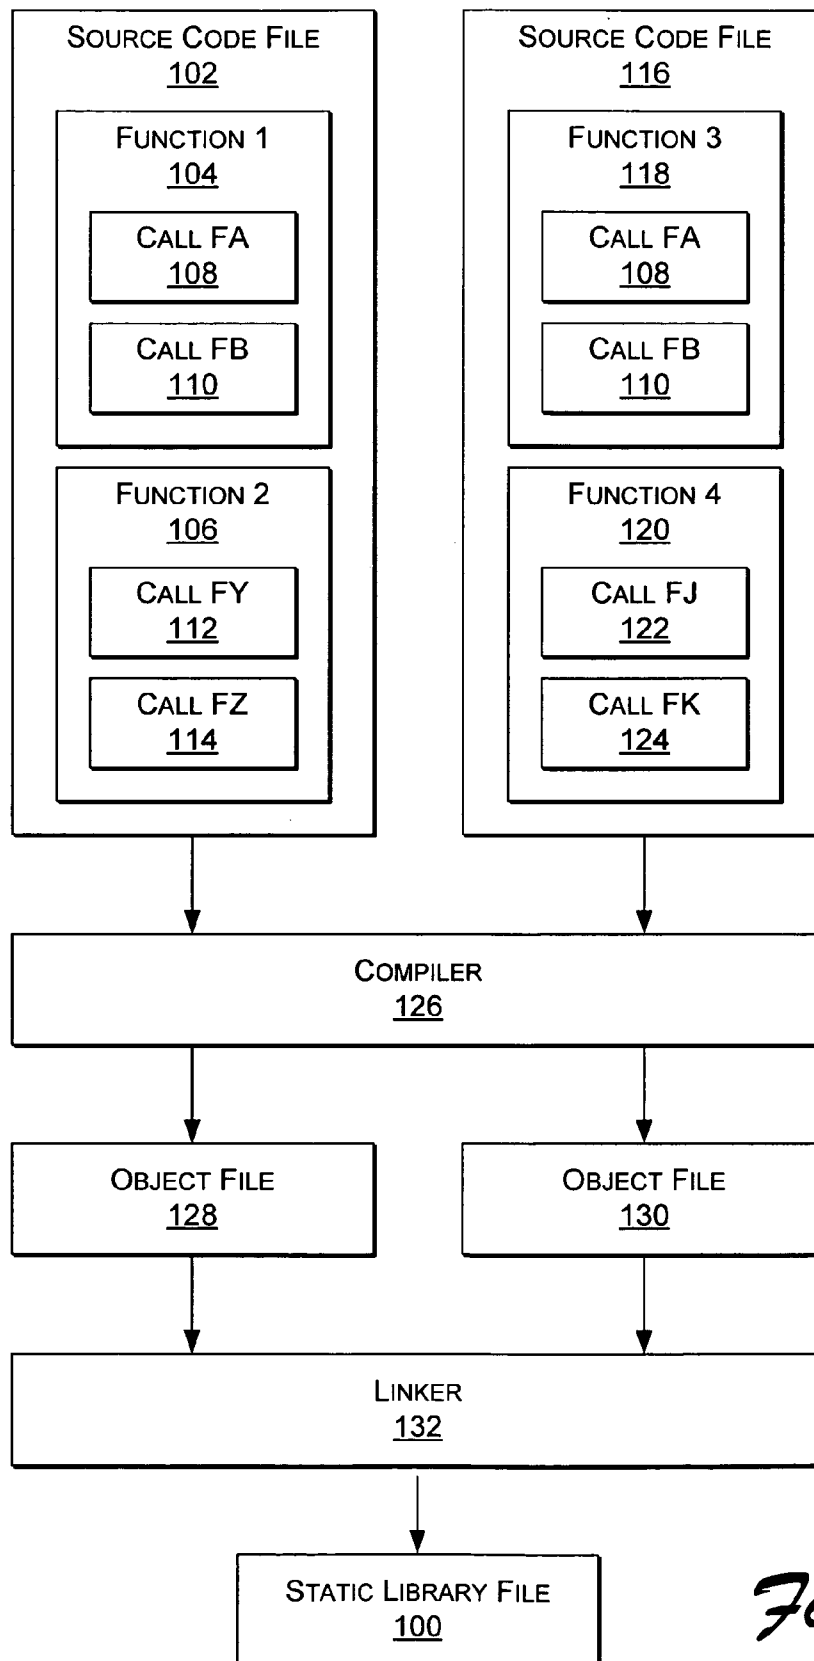 SOURCE CODE FILE
102
FUNCTION 1
104
CALL FA
108
CALL FB
110
FUNCTION 2
106
CALL FY
112
CALL FZ
114
SOURCE CODE FILE
116
FUNCTION 3
118
CALL FA
108
CALL FB
110
FUNCTION 4
120
CALL FJ
122
CALL FK
124
COMPILER
126
OBJECT FILE
128
OBJECT FILE
130
LINKER
132
STATIC LIBRARY FILE
100